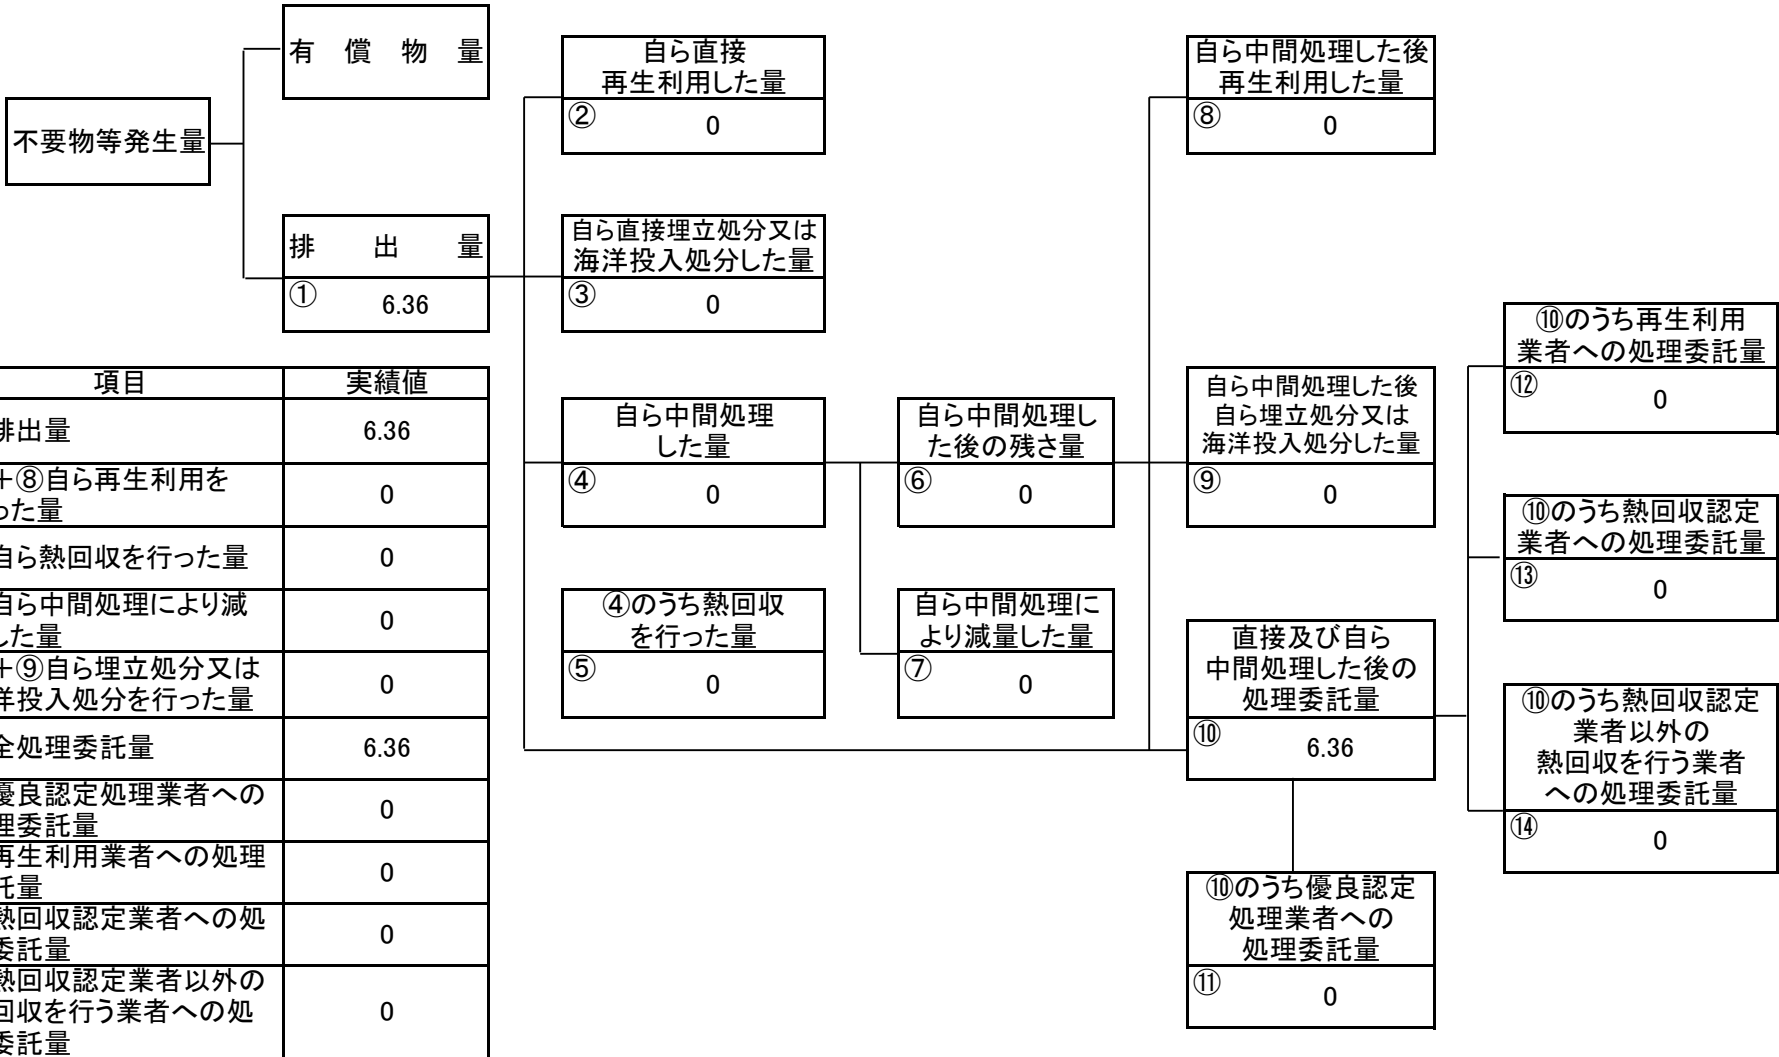 有償物量
不要物等発生量
排出量
① 6.36
自ら直接
再生利用した量
② 0
自ら直接埋立処分又は
海洋投入処分した量
③ 0
自ら中間処理
した量
④ 0
④のうち熱回収
を行った量
⑤ 0
自ら中間処理し
た後の残さ量
⑥ 0
自ら中間処理に
より減量した量
⑦ 0
自ら中間処理した後
再生利用した量
⑧ 0
自ら中間処理した後
自ら埋立処分又は
海洋投入処分した量
⑨ 0
直接及び自ら
中間処理した後の
処理委託量
⑩ 6.36
⑩のうち優良認定
処理業者への
処理委託量
⑪ 0
⑩のうち再生利用
業者への処理委託量
⑫ 0
⑩のうち熱回収認定
業者への処理委託量
⑬ 0
⑩のうち熱回収認定
業者以外の
熱回収を行う業者
への処理委託量
⑭ 0
項目 実績値
排出量 6.36
+⑧自ら再生利用を
った量 0
自ら熱回収を行った量 0
自ら中間処理により減
した量 0
+⑨自ら埋立処分又は
洋投入処分を行った量 0
全処理委託量 6.36
優良認定処理業者への
理委託量 0
再生利用業者への処理
託量 0
熱回収認定業者への処
委託量 0
熱回収認定業者以外の
回収を行う業者への処
委託量 0